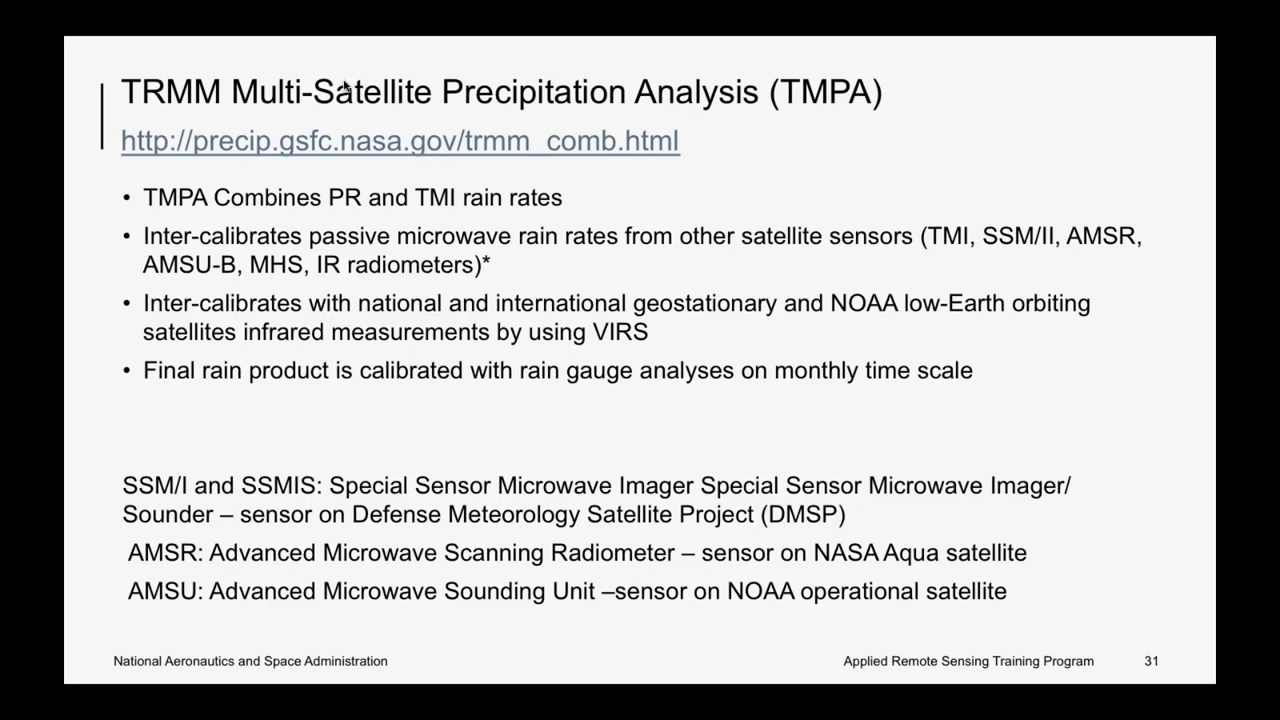 TRMM Multi-Satellite Precipitation Analysis (TMPA)
http://precip.gsfc.nasa.gov/trmm_comb.html
• TMPA Combines PR and TMI rain rates
• Inter-calibrates passive microwave rain rates from other satellite sensors (TMI, SSM/II, AMSR,
AMSU-B, MHS, IR radiometers)*
• Inter-calibrates with national and international geostationary and NOAA low-Earth orbiting
satellites infrared measurements by using VIRS
• Final rain product is calibrated with rain gauge analyses on monthly time scale
SSM/I and SSMIS: Special Sensor Microwave Imager Special Sensor Microwave Imager/
Sounder – sensor on Defense Meteorology Satellite Project (DMSP)
AMSR: Advanced Microwave Scanning Radiometer – sensor on NASA Aqua satellite
AMSU: Advanced Microwave Sounding Unit –sensor on NOAA operational satellite
National Aeronautics and Space Administration
Applied Remote Sensing Training Program
31